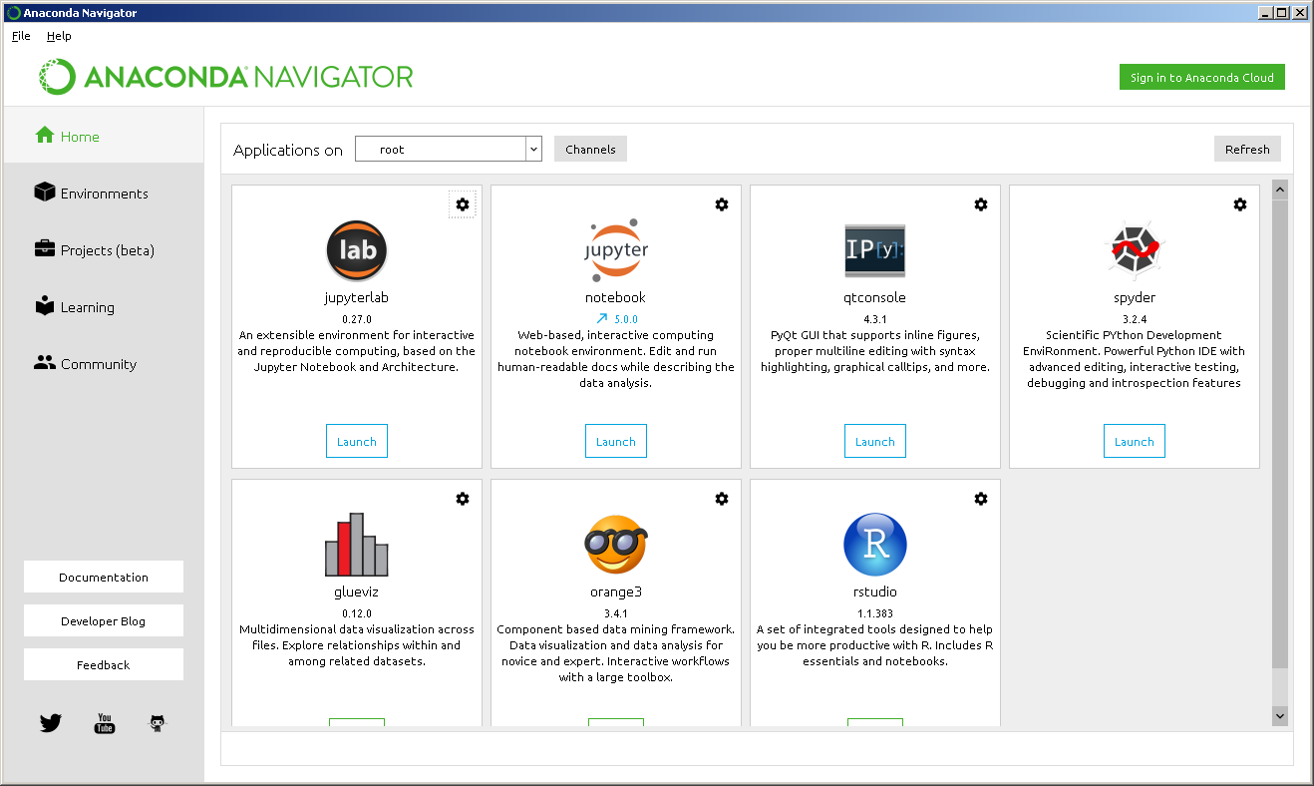 Anaconda Navigator
File Help
ANACONDA NAVIGATOR
Sign in to Anaconda Cloud
Home
Environments
Projects (beta)
Learning
Community
Documentation
Developer Blog
Feedback
You
Tube
Applications on root Channels Refresh
lab
jupyterlab
0.27.0
An extensible environment for interactive
and reproducible computing, based on the
Jupyter Notebook and Architecture.
Launch
jupyter
notebook
5.0.0
Web-based, interactive computing
notebook environment. Edit and run
human-readable docs while describing the
data analysis.
Launch
IP[y]:
qtconsole
4.3.1
PyQt GUI that supports inline figures,
proper multiline editing with syntax
highlighting, graphical calltips, and more.
Launch
spyder
3.2.4
Scientific PYthon Development
EnviRonment. Powerful Python IDE with
advanced editing, interactive testing,
debugging and introspection features
Launch
glueviz
0.12.0
Multidimensional data visualization across
files. Explore relationships within and
among related datasets.
orange3
3.4.1
Component based data mining framework.
Data visualization and data analysis for
novice and expert. Interactive workflows
with a large toolbox.
R
rstudio
1.1.383
A set of integrated tools designed to help
you be more productive with R. Includes R
essentials and notebooks.